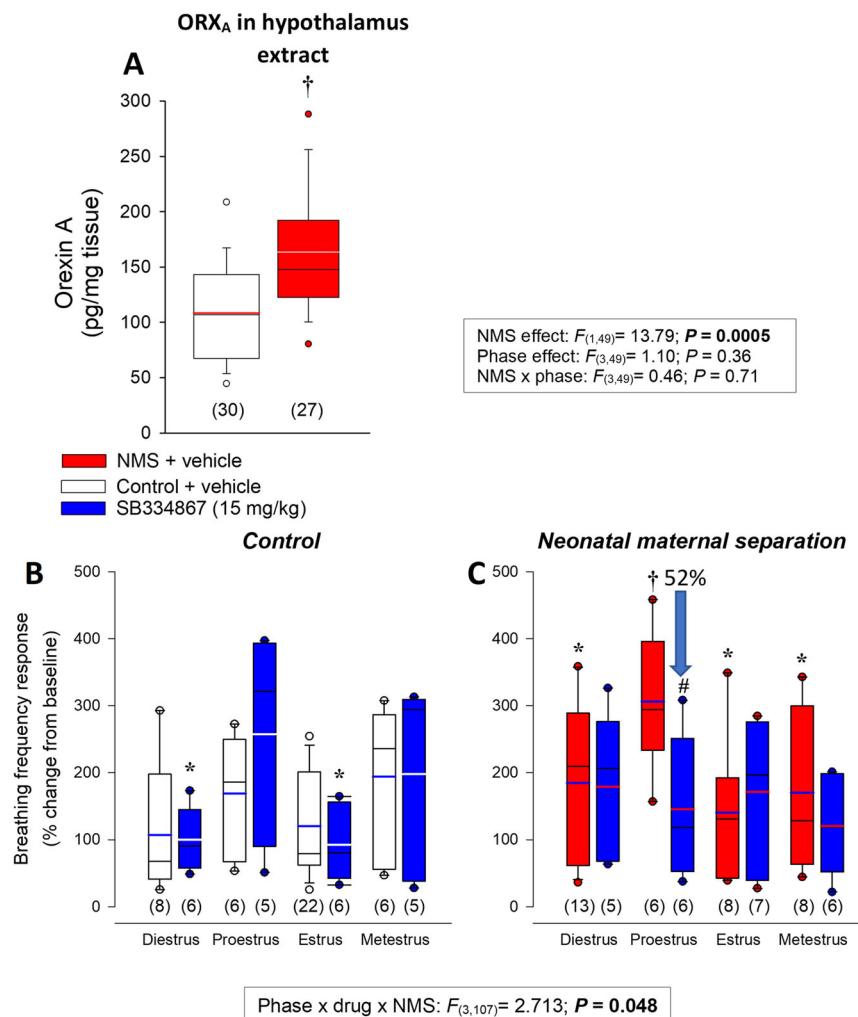 ORXA in hypothalamus
extract
A
†
300
250
200
150
100
50
0
Orexin A
(pg/mg tissue)
(30) (27)
NMS effect: F(1,49)= 13.79; P = 0.0005
Phase effect: F(3,49)= 1.10; P = 0.36
NMS x phase: F(3,49)= 0.46; P = 0.71
NMS + vehicle
Control + vehicle
SB334867 (15 mg/kg)
Control
B
Breathing frequency response
(% change from baseline)
400
300
200
100
0
* *
(8) (6) (6) (5) (22) (6) (6) (5)
Diestrus Proestrus Estrus Metestrus
Neonatal maternal separation
C
† 52%
* # * *
500
400
300
200
100
0
(13) (5) (6) (6) (8) (7) (8) (6)
Diestrus Proestrus Estrus Metestrus
Phase x drug x NMS: F(3,107)= 2.713; P = 0.048